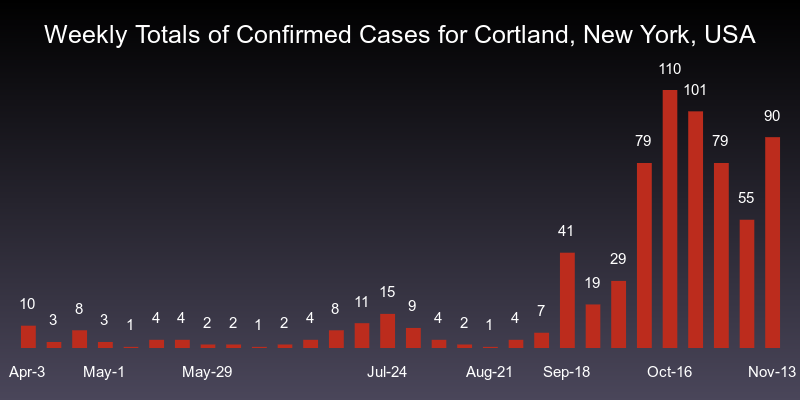 Weekly Totals of Confirmed Cases for Cortland, New York, USA
10 3 8 3 1 4 4 2 2 1 2 4 8 11 15 9 4 2 1 4 7 41 19 29 79 110 101 79 55 90
Apr-3 May-1 May-29 Jul-24 Aug-21 Sep-18 Oct-16 Nov-13